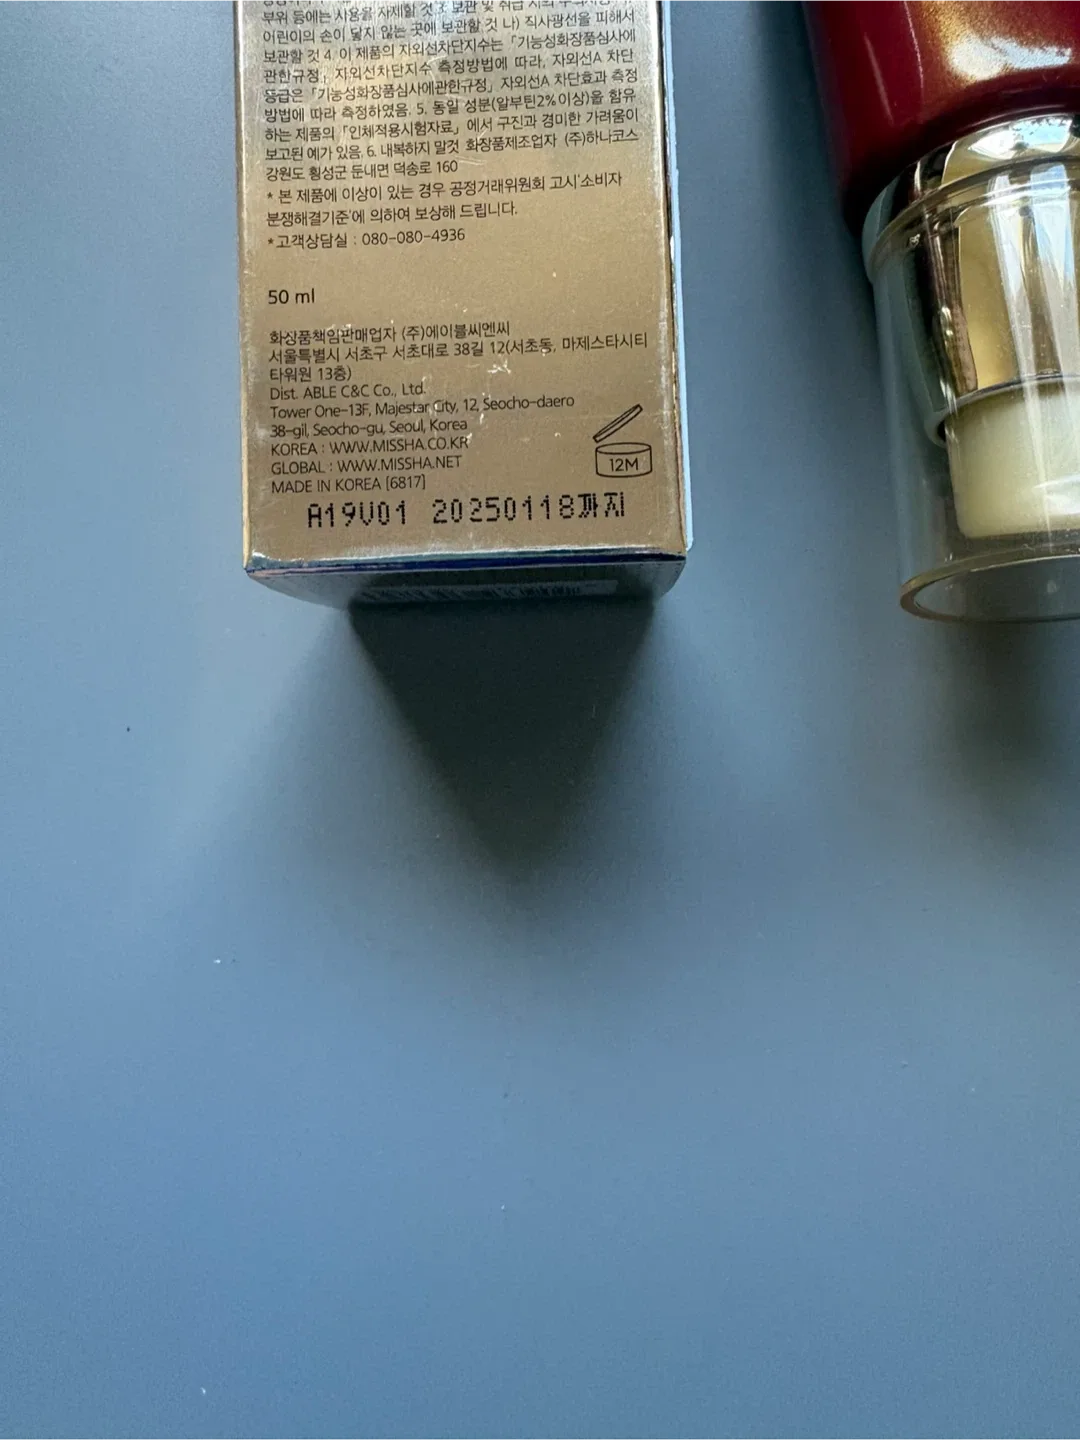 부위 등에는 사용을 자제할 것 3. 보관 및 취급 시의
어린이의 손이 닿지 않는 곳에 보관할 것 나) 직사광선을 피해서
보관할 것 4. 이 제품의 자외선차단지수는 「기능성화장품심사에
관한규정」 자외선차단지수 측정방법에 따라, 자외선A 차단
등급은 「기능성화장품심사에관한규정」 자외선A 차단효과 측정
방법에 따라 측정하였음. 5. 동일 성분(알부틴2% 이상)을 함유
하는 제품의 「인체적용시험자료」에서 구진과 경미한 가려움이
보고된 예가 있음. 6. 내복하지 말것 화장품제조업자 (주)하나코스
강원도 횡성군 둔내면 덕송로 160
* 본 제품에 이상이 있는 경우 공정거래위원회 고시'소비자
분쟁해결기준'에 의하여 보상해 드립니다.
*고객상담실 : 080-080-4936
50 ml
화장품책임판매업자 (주)에이블씨엔씨
서울특별시 서초구 서초대로 38길 12(서초동, 마제스타시티
타워원 13층)
Dist. ABLE C&C Co., Ltd.
Tower One-13F, Majestar City, 12, Seocho-daero
38-gil, Seocho-gu, Seoul, Korea
KOREA : WWW.MISSHA.CO.KR
GLOBAL : WWW.MISSHA.NET
MADE IN KOREA [6817]
12M
A19V01 20250118까지